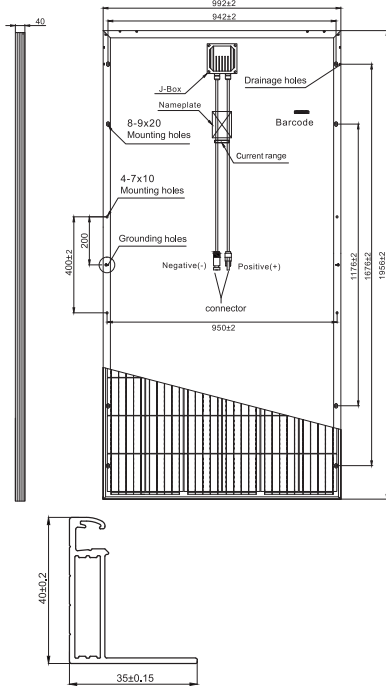 992±2
942±2
40
J-Box
Drainage holes
Nameplate
Barcode
8-9x20
Mounting holes
Current range
4-7x10
Mounting holes
200
400±2
Grounding holes
Negative(-)
Positive(+)
connector
950±2
1176±2
1676±2
1956±2
40±0.2
35±0.15